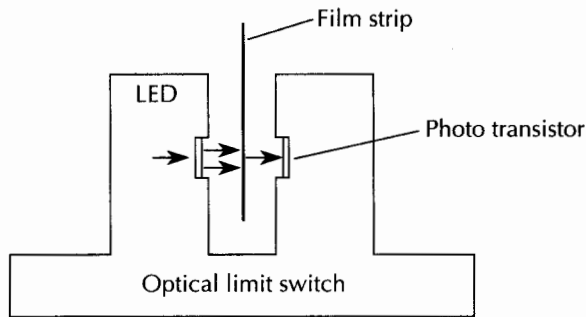 Film strip
LED
Photo transistor
Optical limit switch